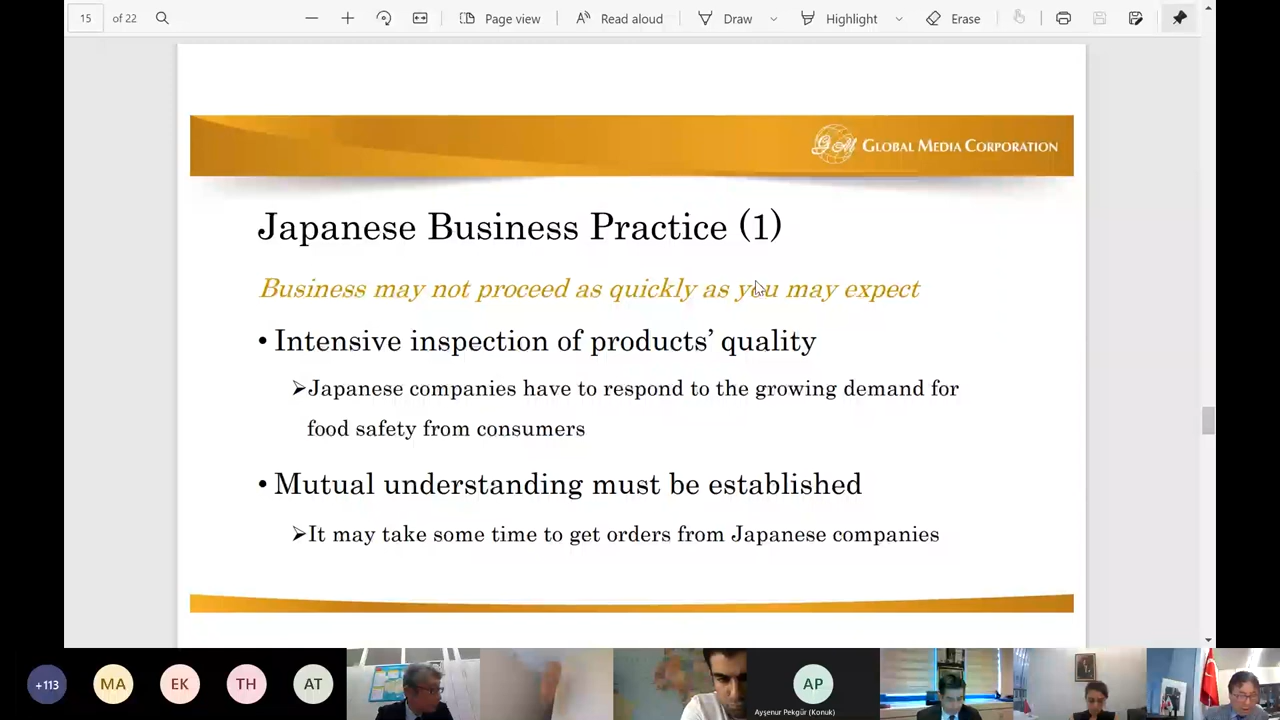 15 of 22 Page view Read aloud Draw Highlight Erase
GM GLOBAL MEDIA CORPORATION
Japanese Business Practice (1)
Business may not proceed as quickly as you may expect
• Intensive inspection of products’ quality
➢Japanese companies have to respond to the growing demand for
food safety from consumers
• Mutual understanding must be established
➢It may take some time to get orders from Japanese companies
+113 MA EK TH AT AP
Ayşenur Pekgür (Konuk)